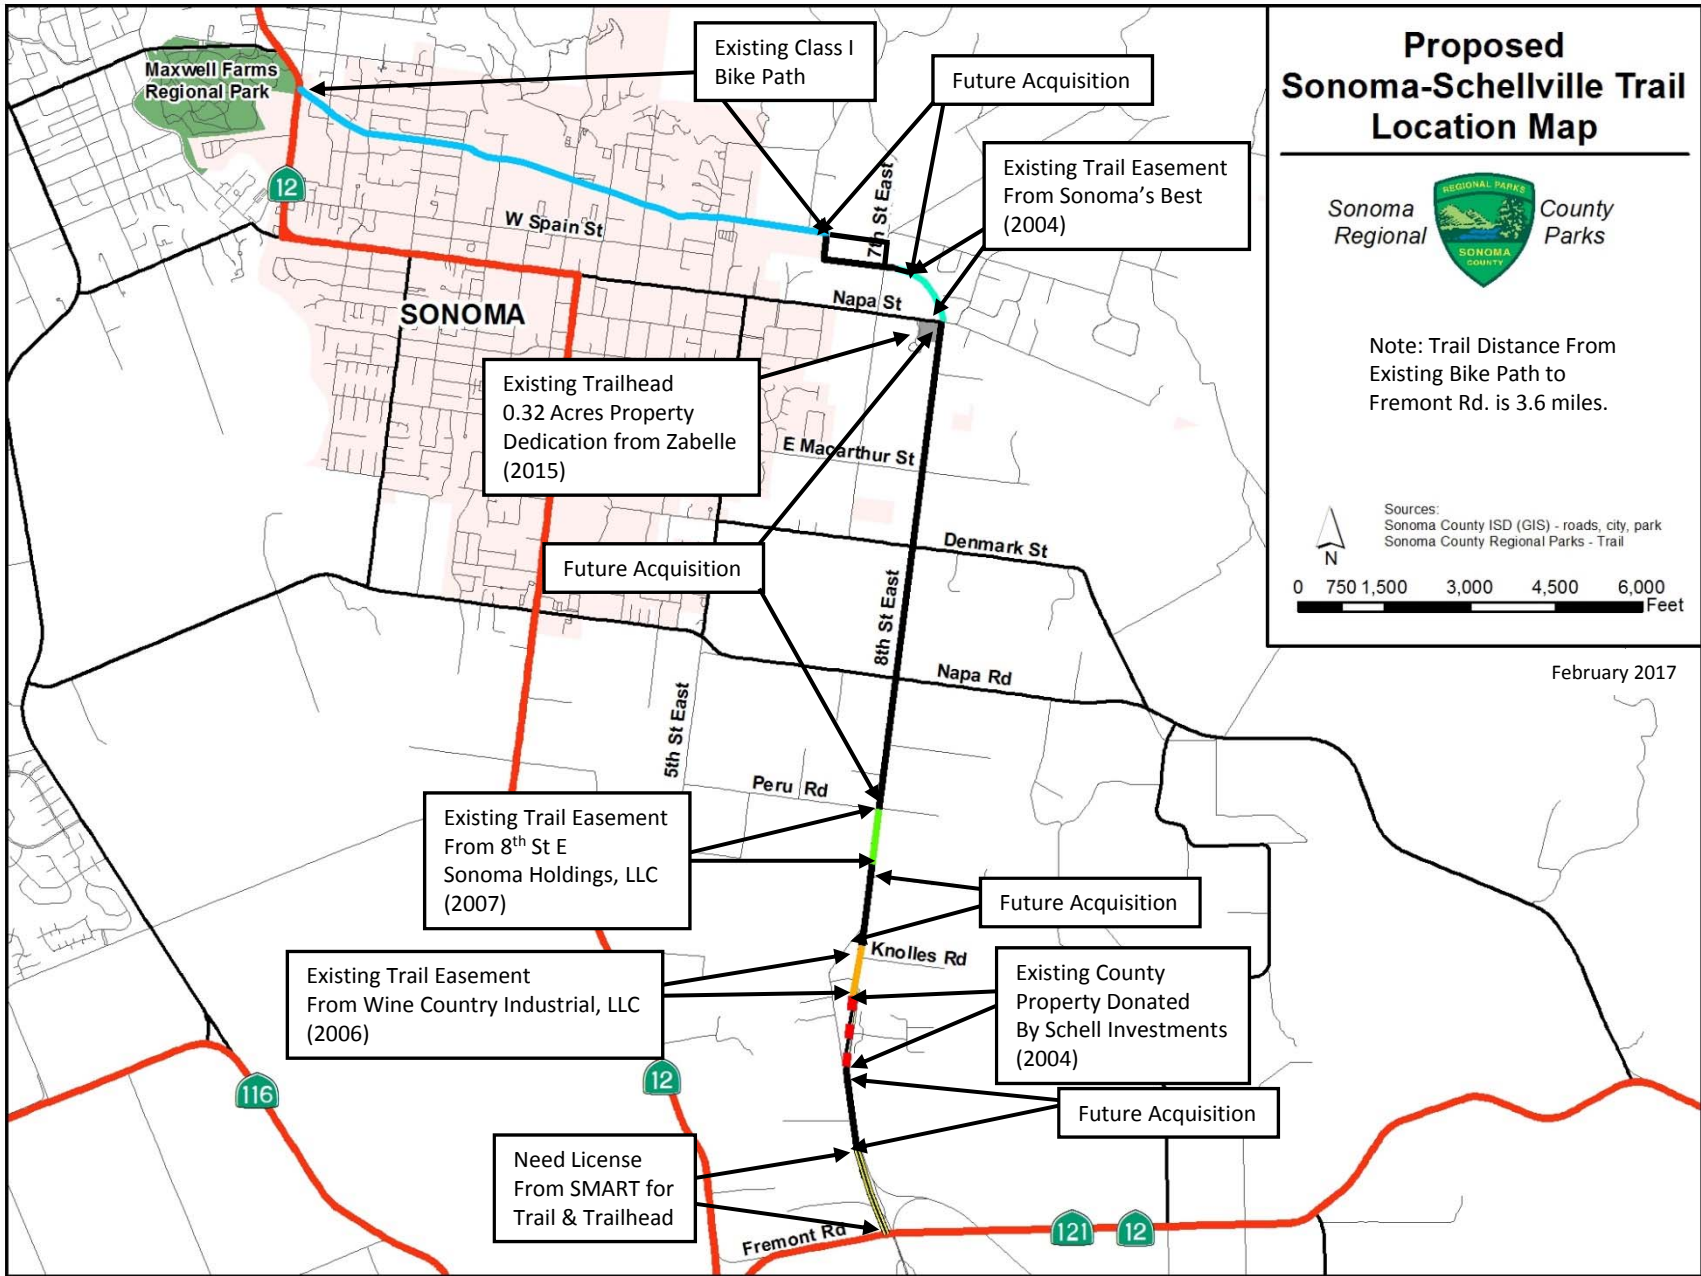 Proposed
Sonoma-Schellville Trail
Location Map
Sonoma
Regional
REGIONAL PARKS
SONOMA
COUNTY
County
Parks
Note: Trail Distance From
Existing Bike Path to
Fremont Rd. is 3.6 miles.
Sources:
Sonoma County ISD (GIS) - roads, city, park
Sonoma County Regional Parks - Trail
N
0 750 1,500 3,000 4,500 6,000
Feet
February 2017
Maxwell Farms
Regional Park
Existing Class I
Bike Path
Future Acquisition
Existing Trail Easement
From Sonoma's Best
(2004)
12
W Spain St
7th St East
Napa St
SONOMA
Existing Trailhead
0.32 Acres Property
Dedication from Zabelle
(2015)
E Macarthur St
Denmark St
Future Acquisition
8th St East
Napa Rd
5th St East
Peru Rd
Existing Trail Easement
From 8th St E
Sonoma Holdings, LLC
(2007)
Future Acquisition
Knolles Rd
Existing Trail Easement
From Wine Country Industrial, LLC
(2006)
Existing County
Property Donated
By Schell Investments
(2004)
116
12
Future Acquisition
Need License
From SMART for
Trail & Trailhead
Fremont Rd
121
12